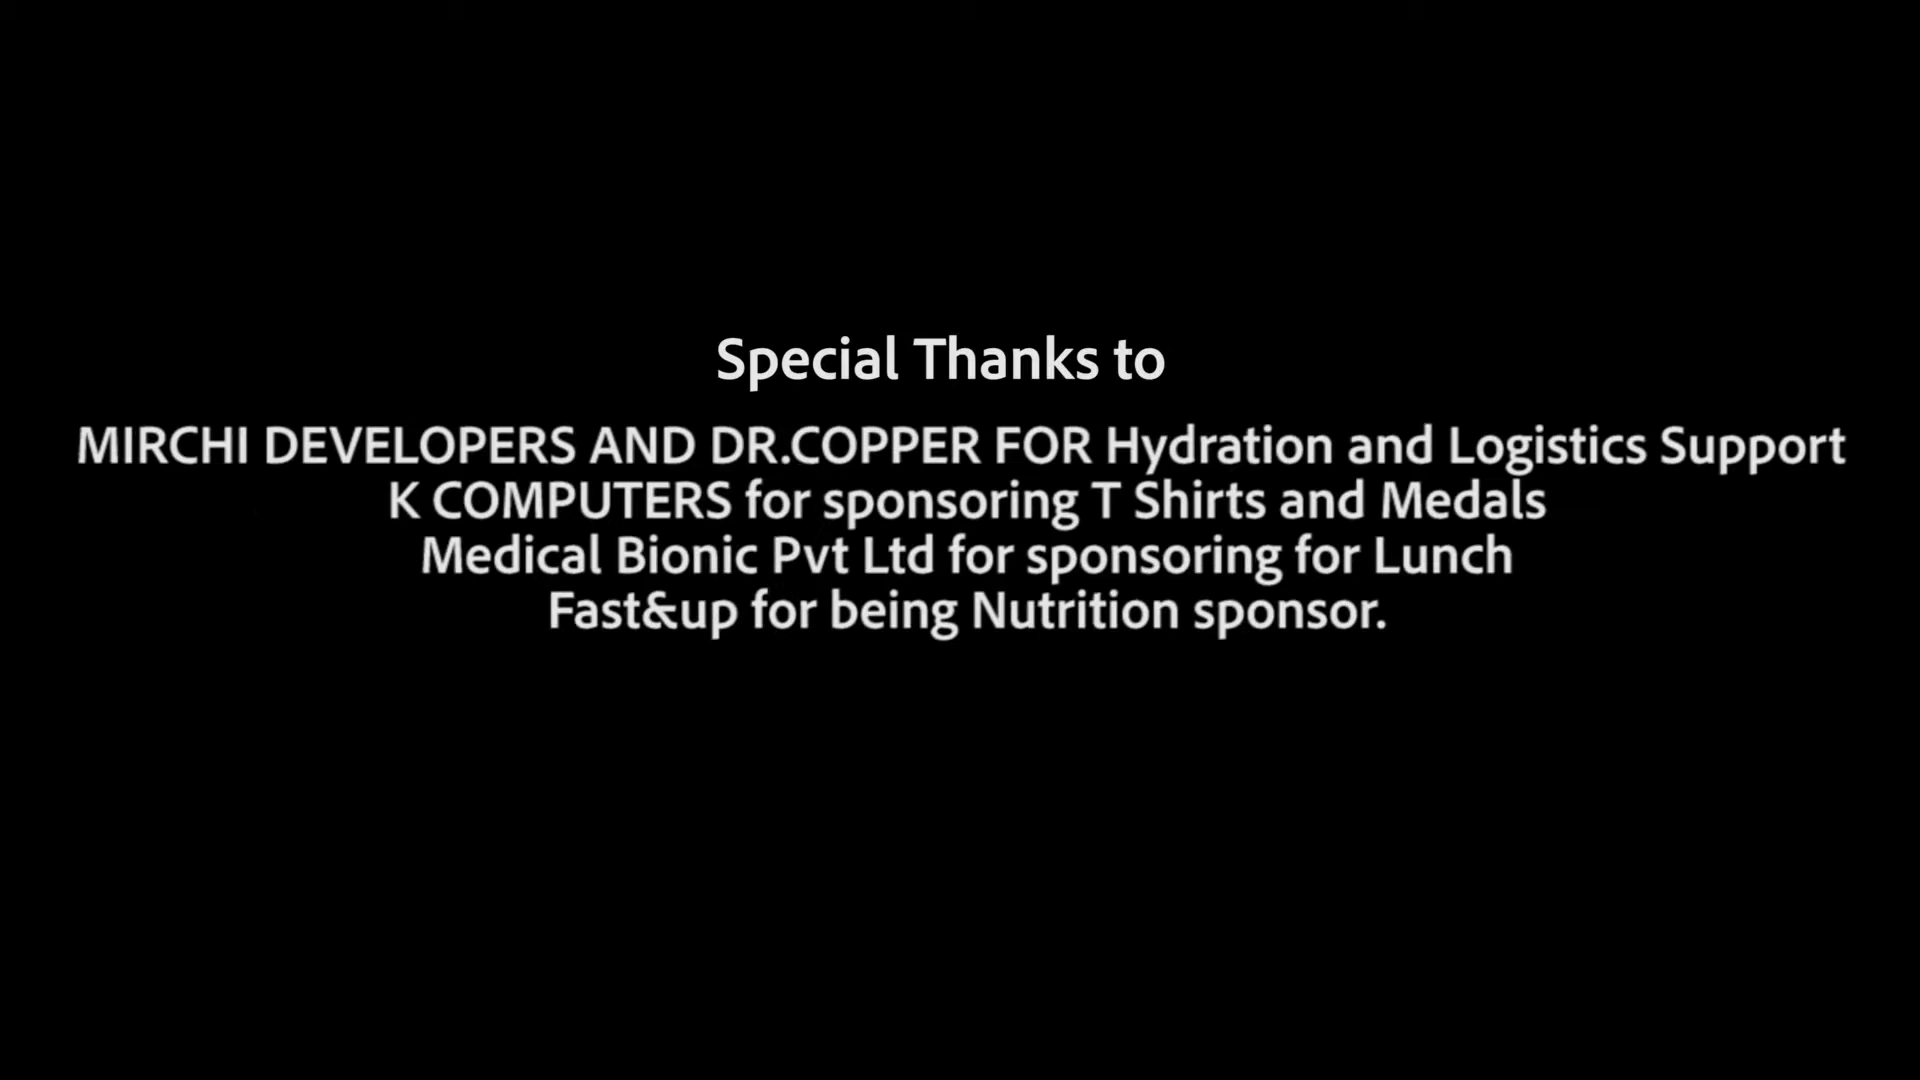 Special Thanks to
MIRCHI DEVELOPERS AND DR.COPPER FOR Hydration and Logistics Support
K COMPUTERS for sponsoring T Shirts and Medals
Medical Bionic Pvt Ltd for sponsoring for Lunch
Fast&up for being Nutrition sponsor.